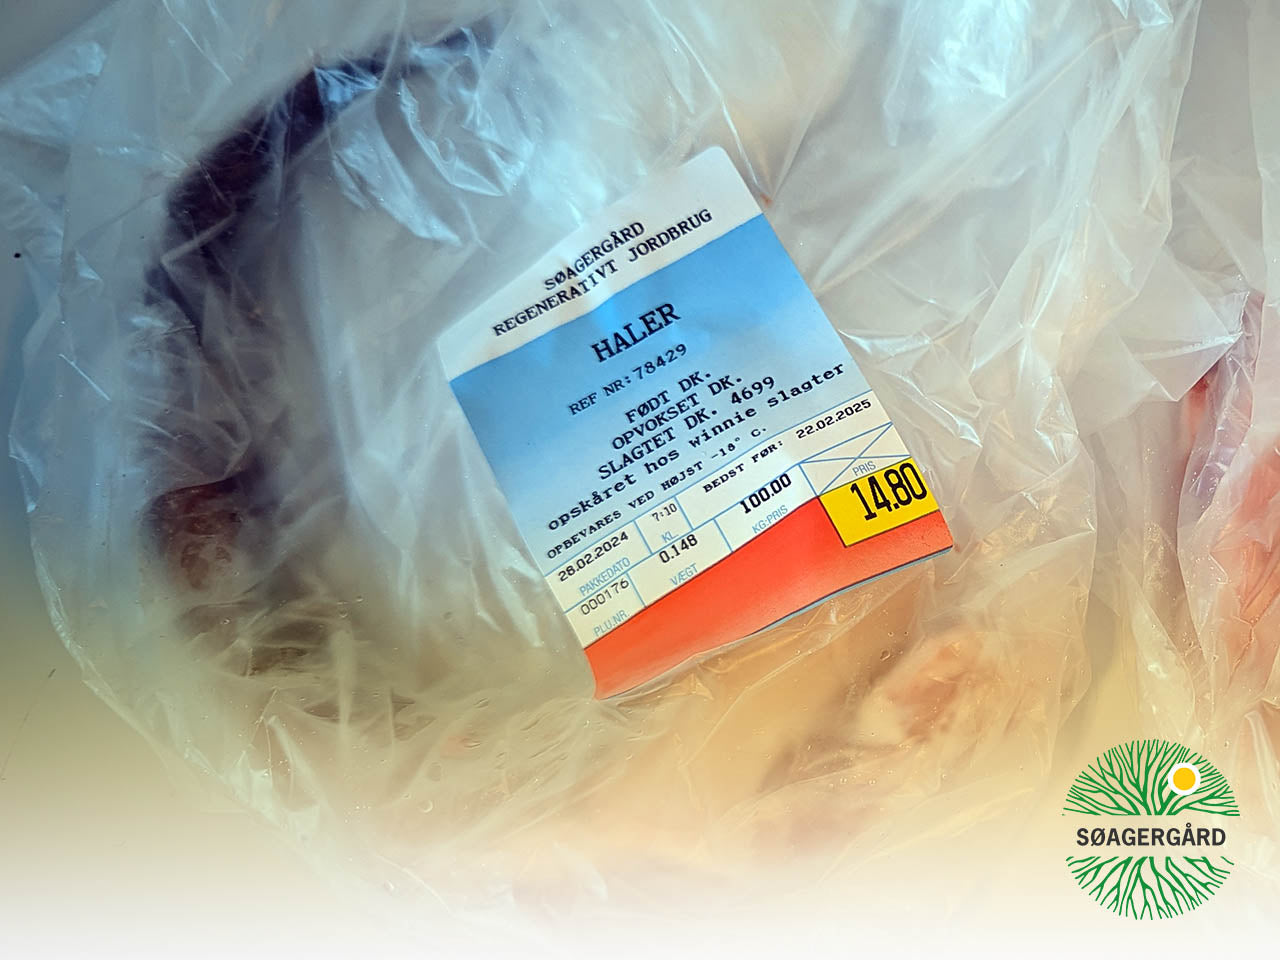 SØAGERGÅRD
REGENERATIVT JORDBRUG
HALER
REF NR: 78429
FØDT DK.
OPVOKSET DK.
SLAGTET DK. 4699
opskåret hos winnie slagter
OPBEVARES VED HØJST -18° C.
BEDST FØR: 22.02.2025
28.02.2024 7:10
PAKKEDATO KL.
000176 0.148 100.00 14.80
PLU.NR. VÆGT KG-PRIS PRIS
SØAGERGÅRD